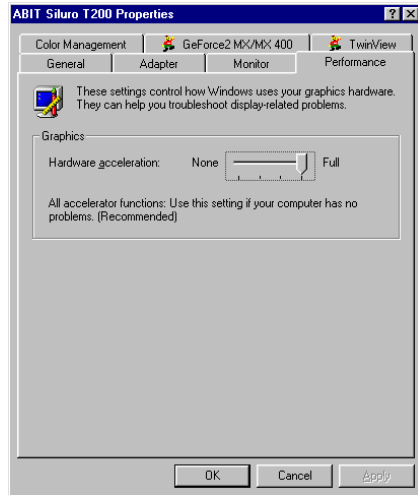 ABIT Siluro T200 Properties
Color Management
GeForce2 MX/MX 400
TwinView
General
Adapter
Monitor
Performance
These settings control how Windows uses your graphics hardware.
They can help you troubleshoot display-related problems.
Graphics
Hardware acceleration:
None
Full
All accelerator functions: Use this setting if your computer has no
problems. (Recommended)
OK
Cancel
Apply